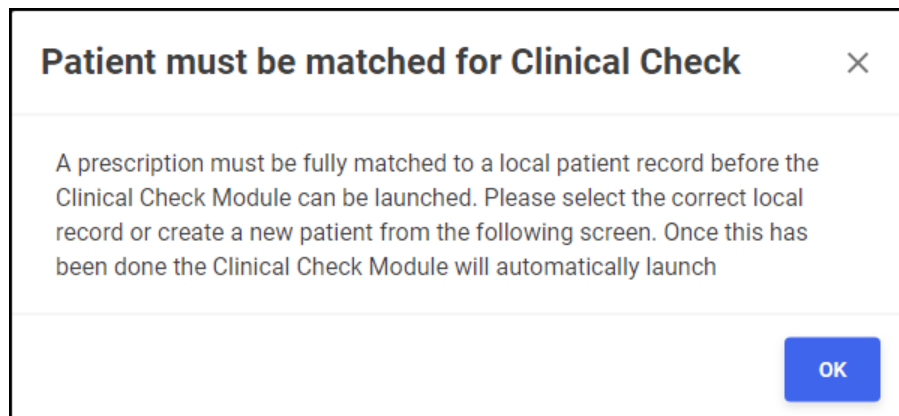 Patient must be matched for Clinical Check
A prescription must be fully matched to a local patient record before the
Clinical Check Module can be launched. Please select the correct local
record or create a new patient from the following screen. Once this has
been done the Clinical Check Module will automatically launch
OK